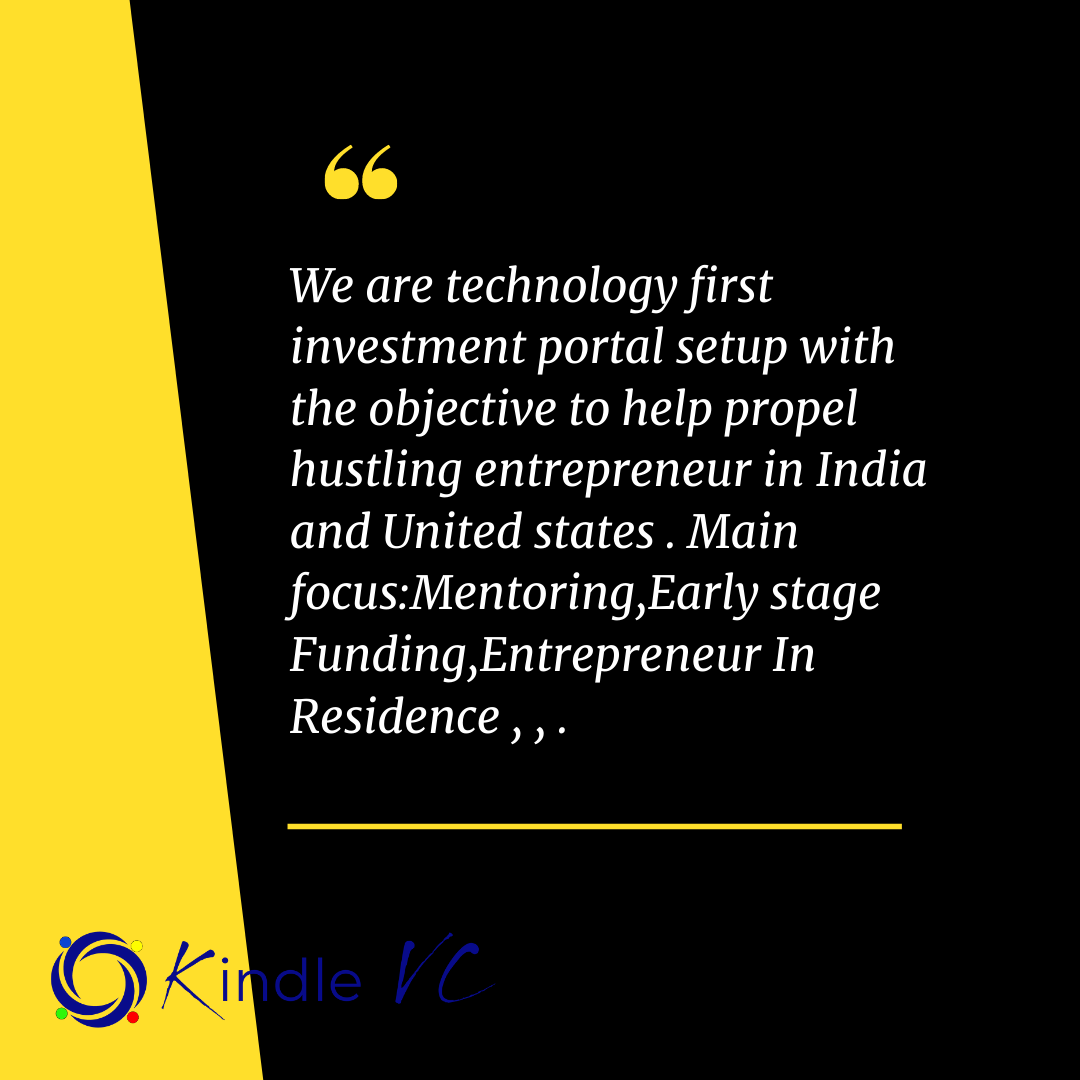 “
We are technology first
investment portal setup with
the objective to help propel
hustling entrepreneur in India
and United states . Main
focus:Mentoring,Early stage
Funding,Entrepreneur In
Residence , , .
Kindle VC